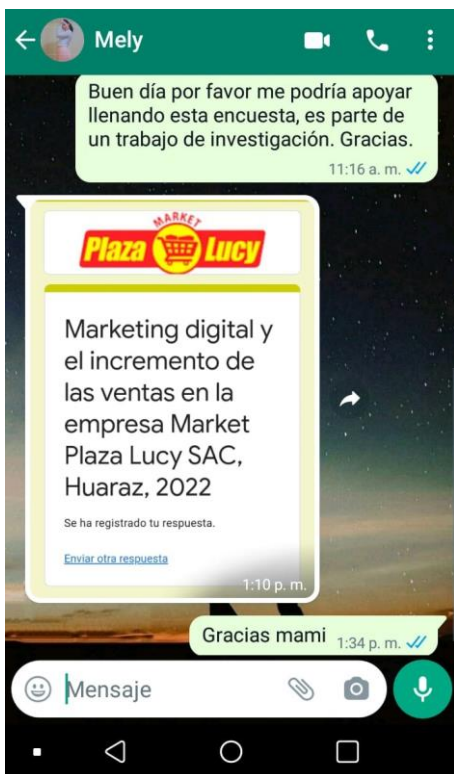 Mely
Buen día por favor me podría apoyar
llenando esta encuesta, es parte de
un trabajo de investigación. Gracias.
11:16 a. m.
MARKET
Plaza Lucy
Marketing digital y
el incremento de
las ventas en la
empresa Market
Plaza Lucy SAC,
Huaraz, 2022
Se ha registrado tu respuesta.
Enviar otra respuesta
1:10 p. m.
Gracias mami 1:34 p. m.
Mensaje